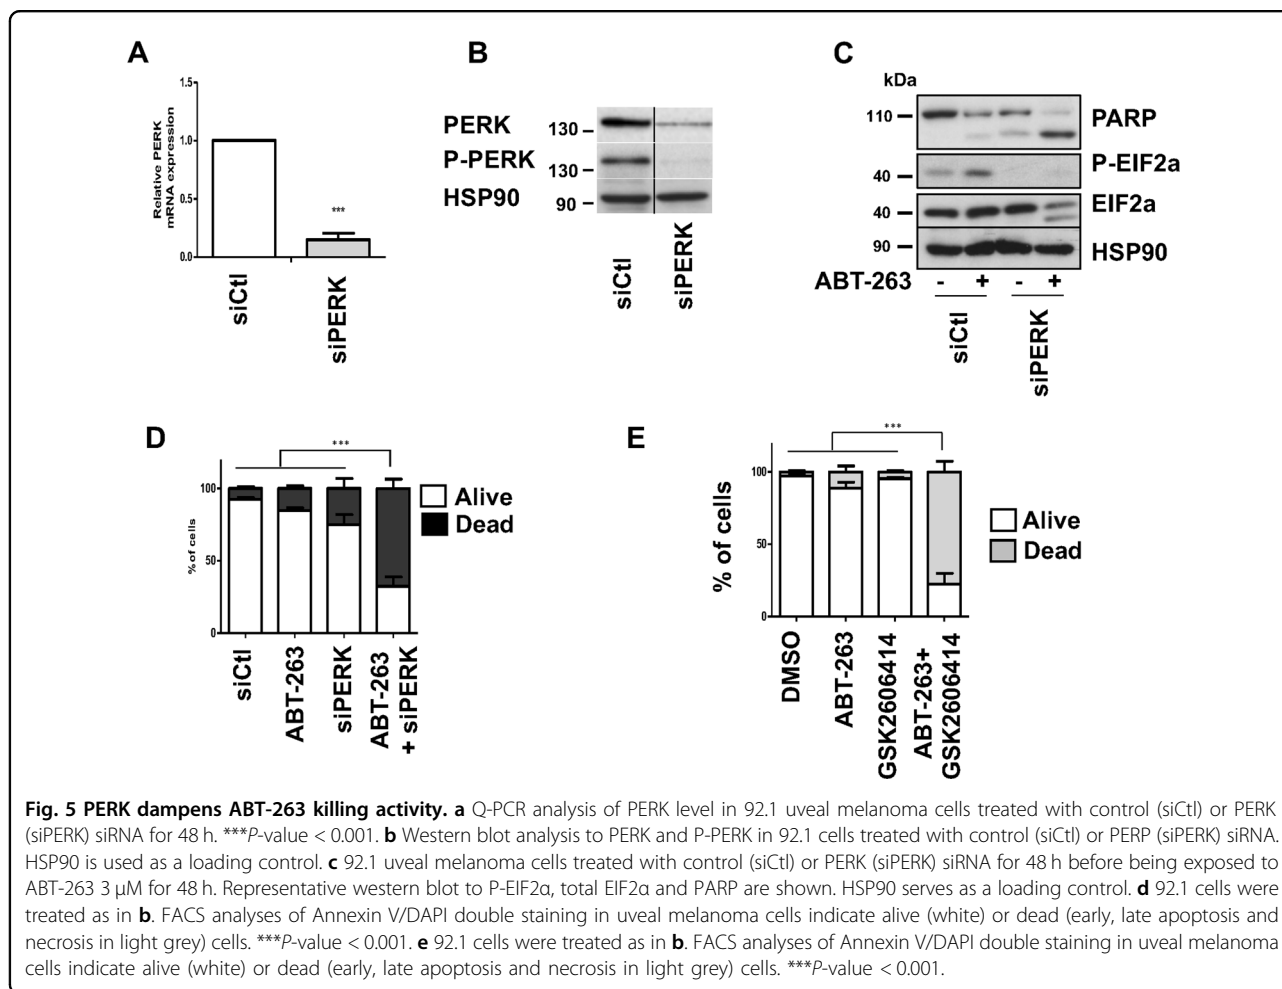 A
1.5
1.0
0.5
0.0
Relative PERK
mRNA expression
***
siCtl
siPERK
B
PERK
130
P-PERK
130
HSP90
90
siCtl
siPERK
C
kDa
110
PARP
P-EIF2a
40
EIF2a
40
90
HSP90
ABT-263 - + - +
siCtl
siPERK
D
***
100
50
0
% of cells
Alive
Dead
siCtl
ABT-263
siPERK
ABT-263
+ siPERK
E
***
100
50
0
% of cells
Alive
Dead
DMSO
ABT-263
GSK2606414
ABT-263+
GSK2606414
Fig. 5 PERK dampens ABT-263 killing activity. a Q-PCR analysis of PERK level in 92.1 uveal melanoma cells treated with control (siCtl) or PERK
(siPERK) siRNA for 48 h. ***P-value < 0.001. b Western blot analysis to PERK and P-PERK in 92.1 cells treated with control (siCtl) or PERP (siPERK) siRNA.
HSP90 is used as a loading control. c 92.1 uveal melanoma cells treated with control (siCtl) or PERK (siPERK) siRNA for 48 h before being exposed to
ABT-263 3 μM for 48 h. Representative western blot to P-EIF2α, total EIF2α and PARP are shown. HSP90 serves as a loading control. d 92.1 cells were
treated as in b. FACS analyses of Annexin V/DAPI double staining in uveal melanoma cells indicate alive (white) or dead (early, late apoptosis and
necrosis in light grey) cells. ***P-value < 0.001. e 92.1 cells were treated as in b. FACS analyses of Annexin V/DAPI double staining in uveal melanoma
cells indicate alive (white) or dead (early, late apoptosis and necrosis in light grey) cells. ***P-value < 0.001.